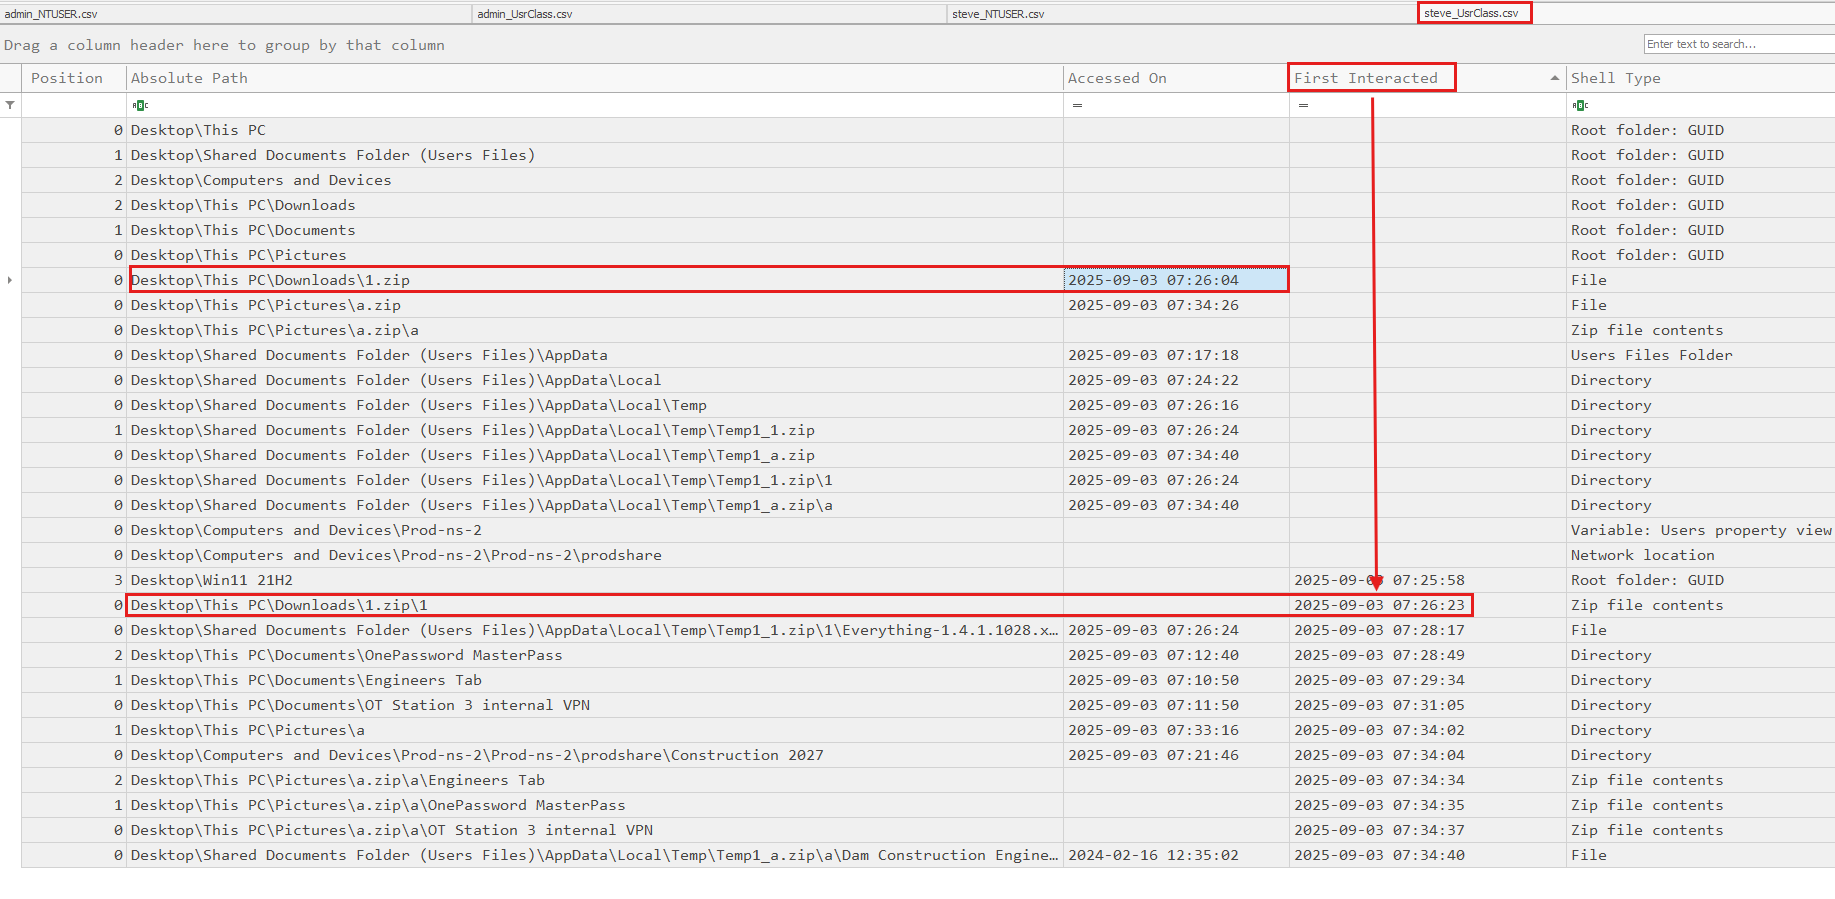 admin_NTUSER.csv admin_UsrClass.csv steve_NTUSER.csv steve_UsrClass.csv
Drag a column header here to group by that column Enter text to search...
Position Absolute Path Accessed On First Interacted Shell Type
ABC = = ABC
0 Desktop\This PC Root folder: GUID
1 Desktop\Shared Documents Folder (Users Files) Root folder: GUID
2 Desktop\Computers and Devices Root folder: GUID
2 Desktop\This PC\Downloads Root folder: GUID
1 Desktop\This PC\Documents Root folder: GUID
0 Desktop\This PC\Pictures Root folder: GUID
0 Desktop\This PC\Downloads\1.zip 2025-09-03 07:26:04 File
0 Desktop\This PC\Pictures\a.zip 2025-09-03 07:34:26 File
0 Desktop\This PC\Pictures\a.zip\a Zip file contents
0 Desktop\Shared Documents Folder (Users Files)\AppData 2025-09-03 07:17:18 Users Files Folder
0 Desktop\Shared Documents Folder (Users Files)\AppData\Local 2025-09-03 07:24:22 Directory
0 Desktop\Shared Documents Folder (Users Files)\AppData\Local\Temp 2025-09-03 07:26:16 Directory
1 Desktop\Shared Documents Folder (Users Files)\AppData\Local\Temp\Temp1_1.zip 2025-09-03 07:26:24 Directory
0 Desktop\Shared Documents Folder (Users Files)\AppData\Local\Temp\Temp1_a.zip 2025-09-03 07:34:40 Directory
0 Desktop\Shared Documents Folder (Users Files)\AppData\Local\Temp\Temp1_1.zip\1 2025-09-03 07:26:24 Directory
0 Desktop\Shared Documents Folder (Users Files)\AppData\Local\Temp\Temp1_a.zip\a 2025-09-03 07:34:40 Directory
0 Desktop\Computers and Devices\Prod-ns-2 Variable: Users property view
0 Desktop\Computers and Devices\Prod-ns-2\Prod-ns-2\prodshare Network location
3 Desktop\Win11 21H2 2025-09-03 07:25:58 Root folder: GUID
0 Desktop\This PC\Downloads\1.zip\1 2025-09-03 07:26:23 Zip file contents
0 Desktop\Shared Documents Folder (Users Files)\AppData\Local\Temp\Temp1_1.zip\1\Everything-1.4.1.1028.x… 2025-09-03 07:26:24 2025-09-03 07:28:17 File
2 Desktop\This PC\Documents\OnePassword MasterPass 2025-09-03 07:12:40 2025-09-03 07:28:49 Directory
1 Desktop\This PC\Documents\Engineers Tab 2025-09-03 07:10:50 2025-09-03 07:29:34 Directory
0 Desktop\This PC\Documents\OT Station 3 internal VPN 2025-09-03 07:11:50 2025-09-03 07:31:05 Directory
1 Desktop\This PC\Pictures\a 2025-09-03 07:33:16 2025-09-03 07:34:02 Directory
0 Desktop\Computers and Devices\Prod-ns-2\Prod-ns-2\prodshare\Construction 2027 2025-09-03 07:21:46 2025-09-03 07:34:04 Directory
2 Desktop\This PC\Pictures\a.zip\a\Engineers Tab 2025-09-03 07:34:34 Zip file contents
1 Desktop\This PC\Pictures\a.zip\a\OnePassword MasterPass 2025-09-03 07:34:35 Zip file contents
0 Desktop\This PC\Pictures\a.zip\a\OT Station 3 internal VPN 2025-09-03 07:34:37 Zip file contents
0 Desktop\Shared Documents Folder (Users Files)\AppData\Local\Temp\Temp1_a.zip\a\Dam Construction Engine… 2024-02-16 12:35:02 2025-09-03 07:34:40 File